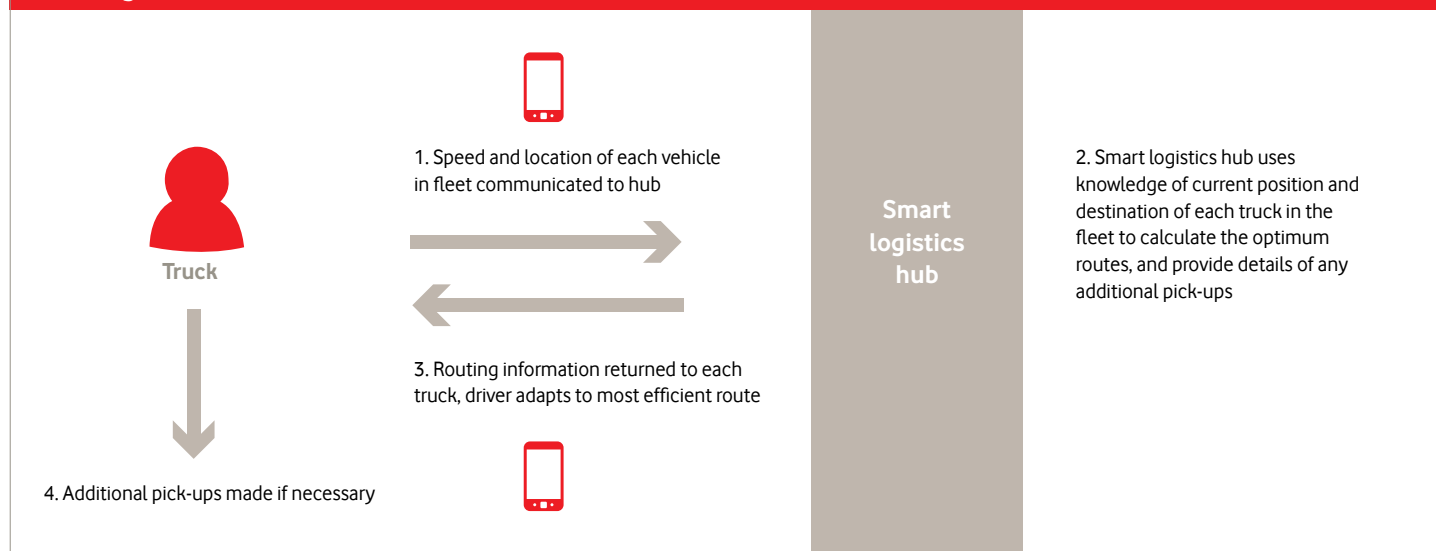 1. Speed and location of each vehicle
in fleet communicated to hub
Truck
Smart
logistics
hub
2. Smart logistics hub uses
knowledge of current position and
destination of each truck in the
fleet to calculate the optimum
routes, and provide details of any
additional pick-ups
3. Routing information returned to each
truck, driver adapts to most efficient route
4. Additional pick-ups made if necessary